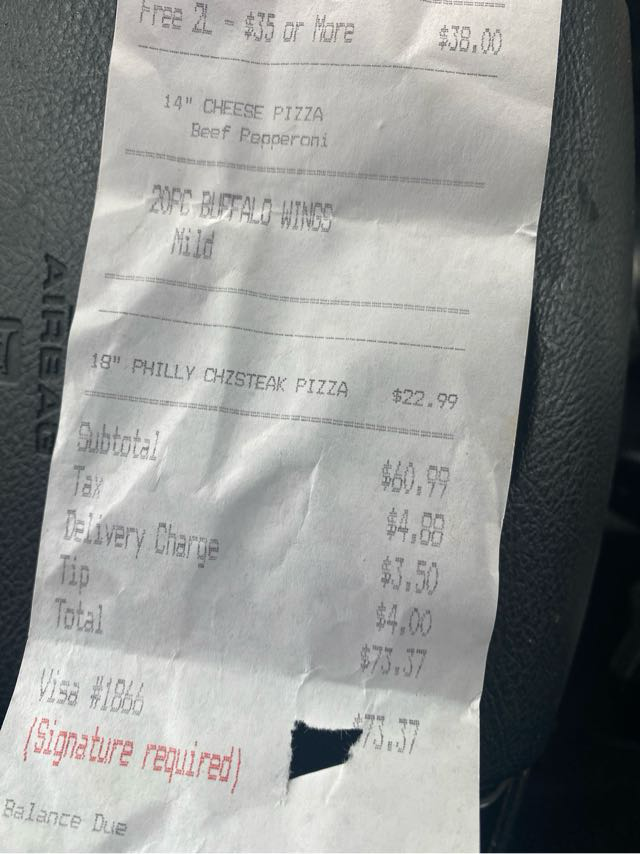 Free 2L - $35 or More $38.00
14" CHEESE PIZZA
Beef Pepperoni
20PC BUFFALO WINGS
Mild
18" PHILLY CHZSTEAK PIZZA $22.99
Subtotal $60.99
Tax $4.88
Delivery Charge $3.50
Tip $4.00
Total $73.37
Visa #1866 $73.37
(Signature required)
Balance Due
AIRBAG